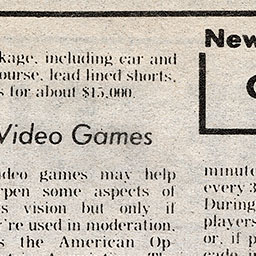 kage, including car and
ourse, lead lined shorts,
s for about $15,000.
Video Games
ideo games may help
rpen some aspects of
s vision but only if
're used in moderation,
s the American Op
New
minute
every 3
During
players
or, if p